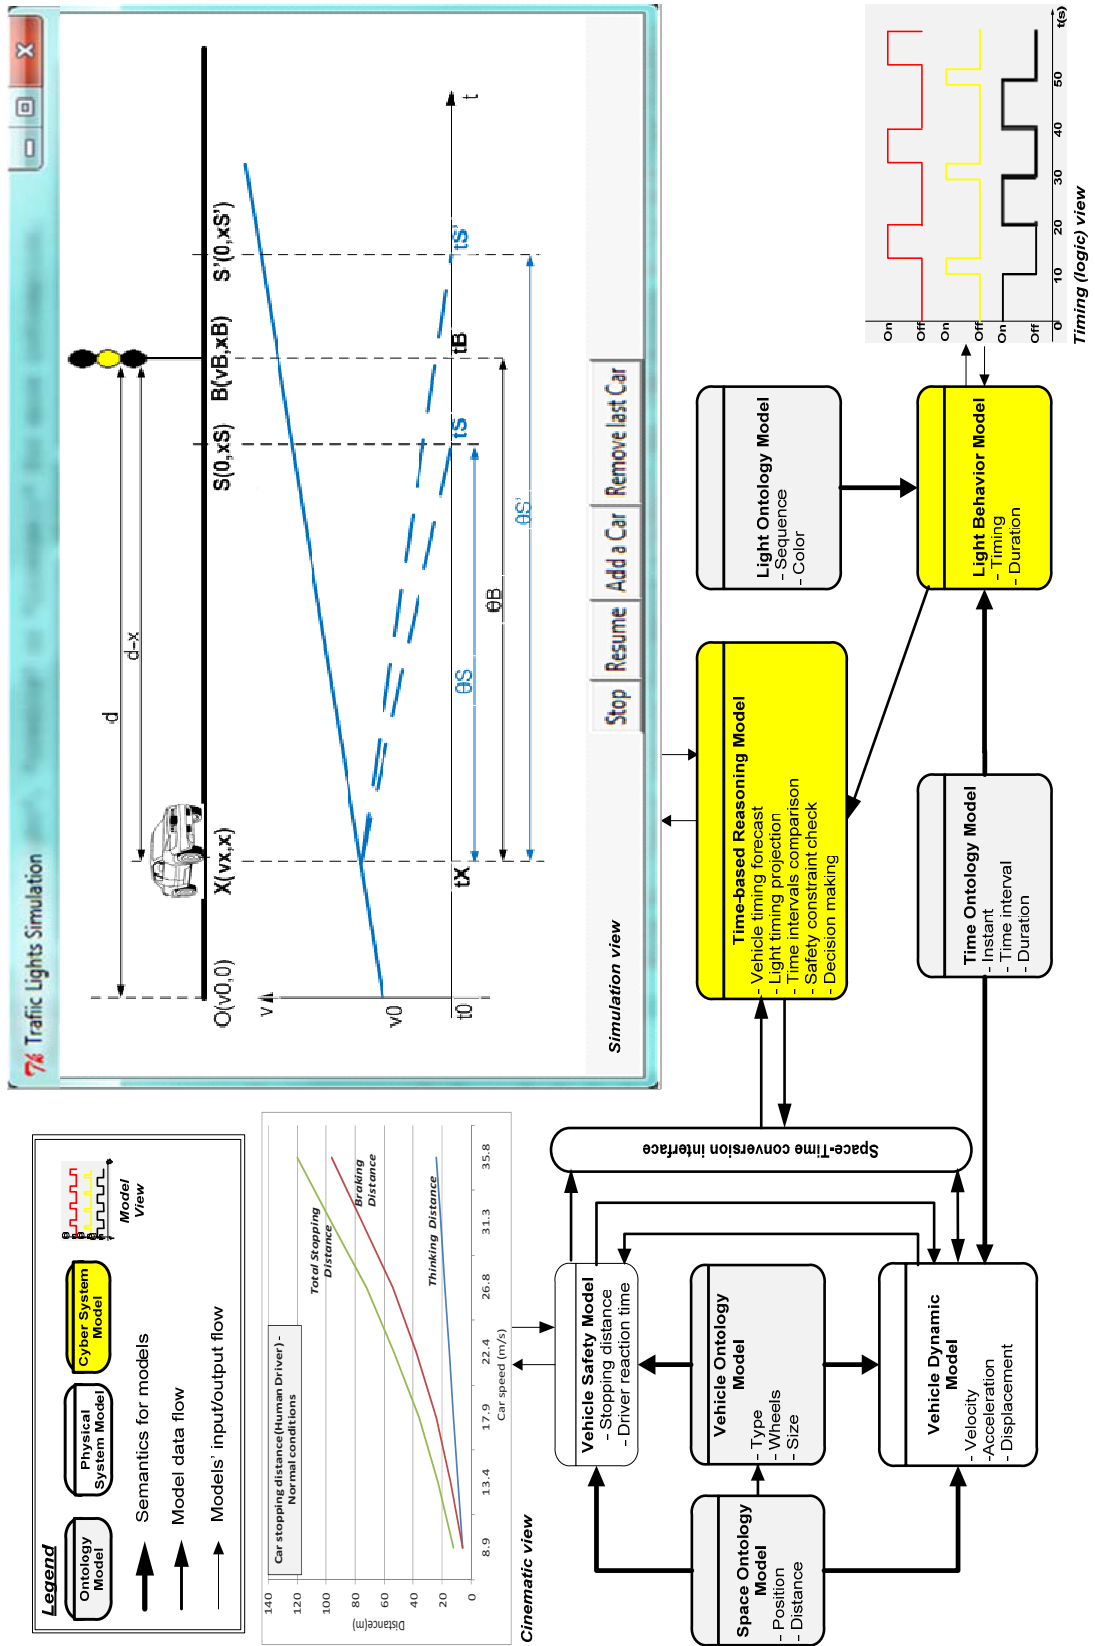 Legend
Ontology
Model
Physical
System Model
Cyber System
Model
Model
View
Semantics for models
Model data flow
Models' input/output flow
Traffic Lights Simulation
d
d-x
O(v0,0)
X(vx,x)
S(0,xS)
B(vB,xB)
S'(0,xS')
v
v0
t0
tX
tS
tB
tS'
t
θS
θB
θS'
Stop
Resume
Add a Car
Remove last Car
Simulation view
Car stopping distance(Human Driver) -
Normal conditions
Total Stopping
Distance
Braking
Distance
Thinking Distance
140
120
100
80
60
40
20
0
Distance(m)
8.9
13.4
17.9
22.4
26.8
31.3
35.8
Car speed (m/s)
Cinematic view
Space-Time conversion interface
Vehicle Safety Model
- Stopping distance
- Driver reaction time
Vehicle Ontology
Model
- Type
- Wheels
- Size
Space Ontology
Model
- Position
- Distance
Vehicle Dynamic
Model
- Velocity
-Acceleration
- Displacement
Time-based Reasoning Model
- Vehicle timing forecast
- Light timing projection
- Time intervals comparison
- Safety constraint check
- Decision making
Time Ontology Model
- Instant
- Time interval
- Duration
Light Ontology Model
- Sequence
- Color
Light Behavior Model
- Timing
- Duration
On
Off
On
Off
On
Off
0
10
20
30
40
50
t(s)
Timing (logic) view